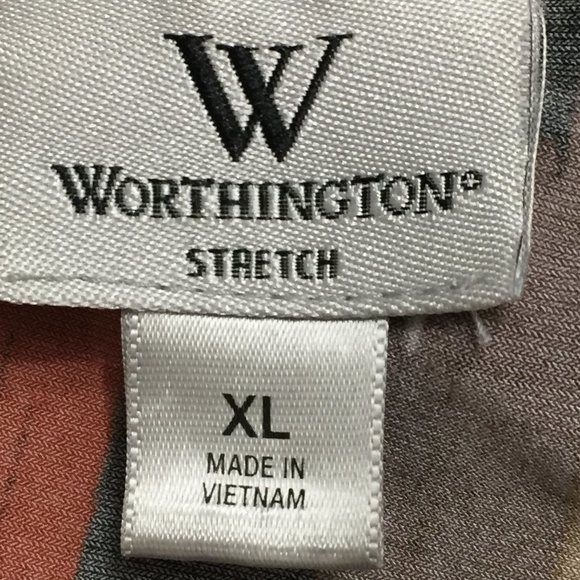 W
WORTHINGTON®
STRETCH
XL
MADE IN
VIETNAM